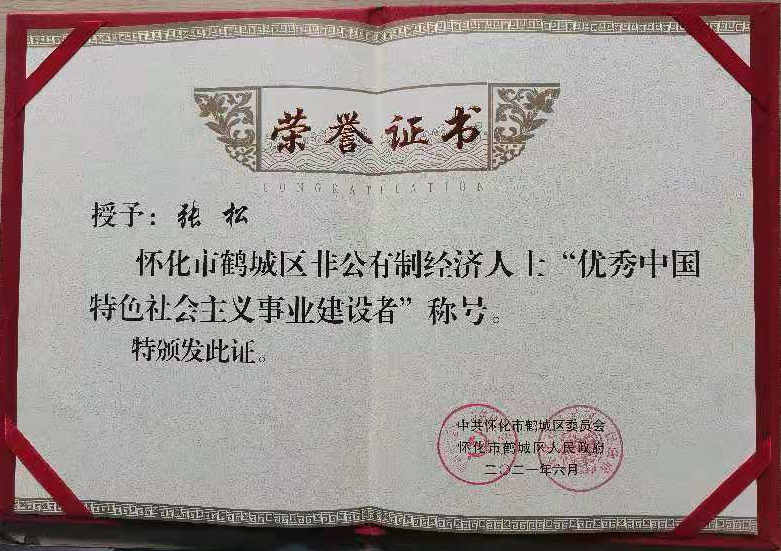 荣誉证书
CONGRATULATION
授予：张 松
怀化市鹤城区非公有制经济人士“优秀中国
特色社会主义事业建设者”称号。
特颁发此证。
中共怀化市鹤城区委员会
怀化市鹤城区人民政府
二〇二一年六月